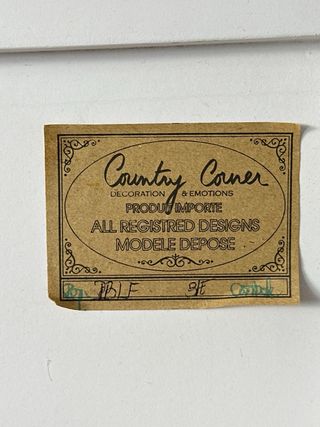 Country Corner
DECORATION & EMOTIONS
PRODUIT IMPORTE
ALL REGISTRED DESIGNS
MODELE DEPOSE